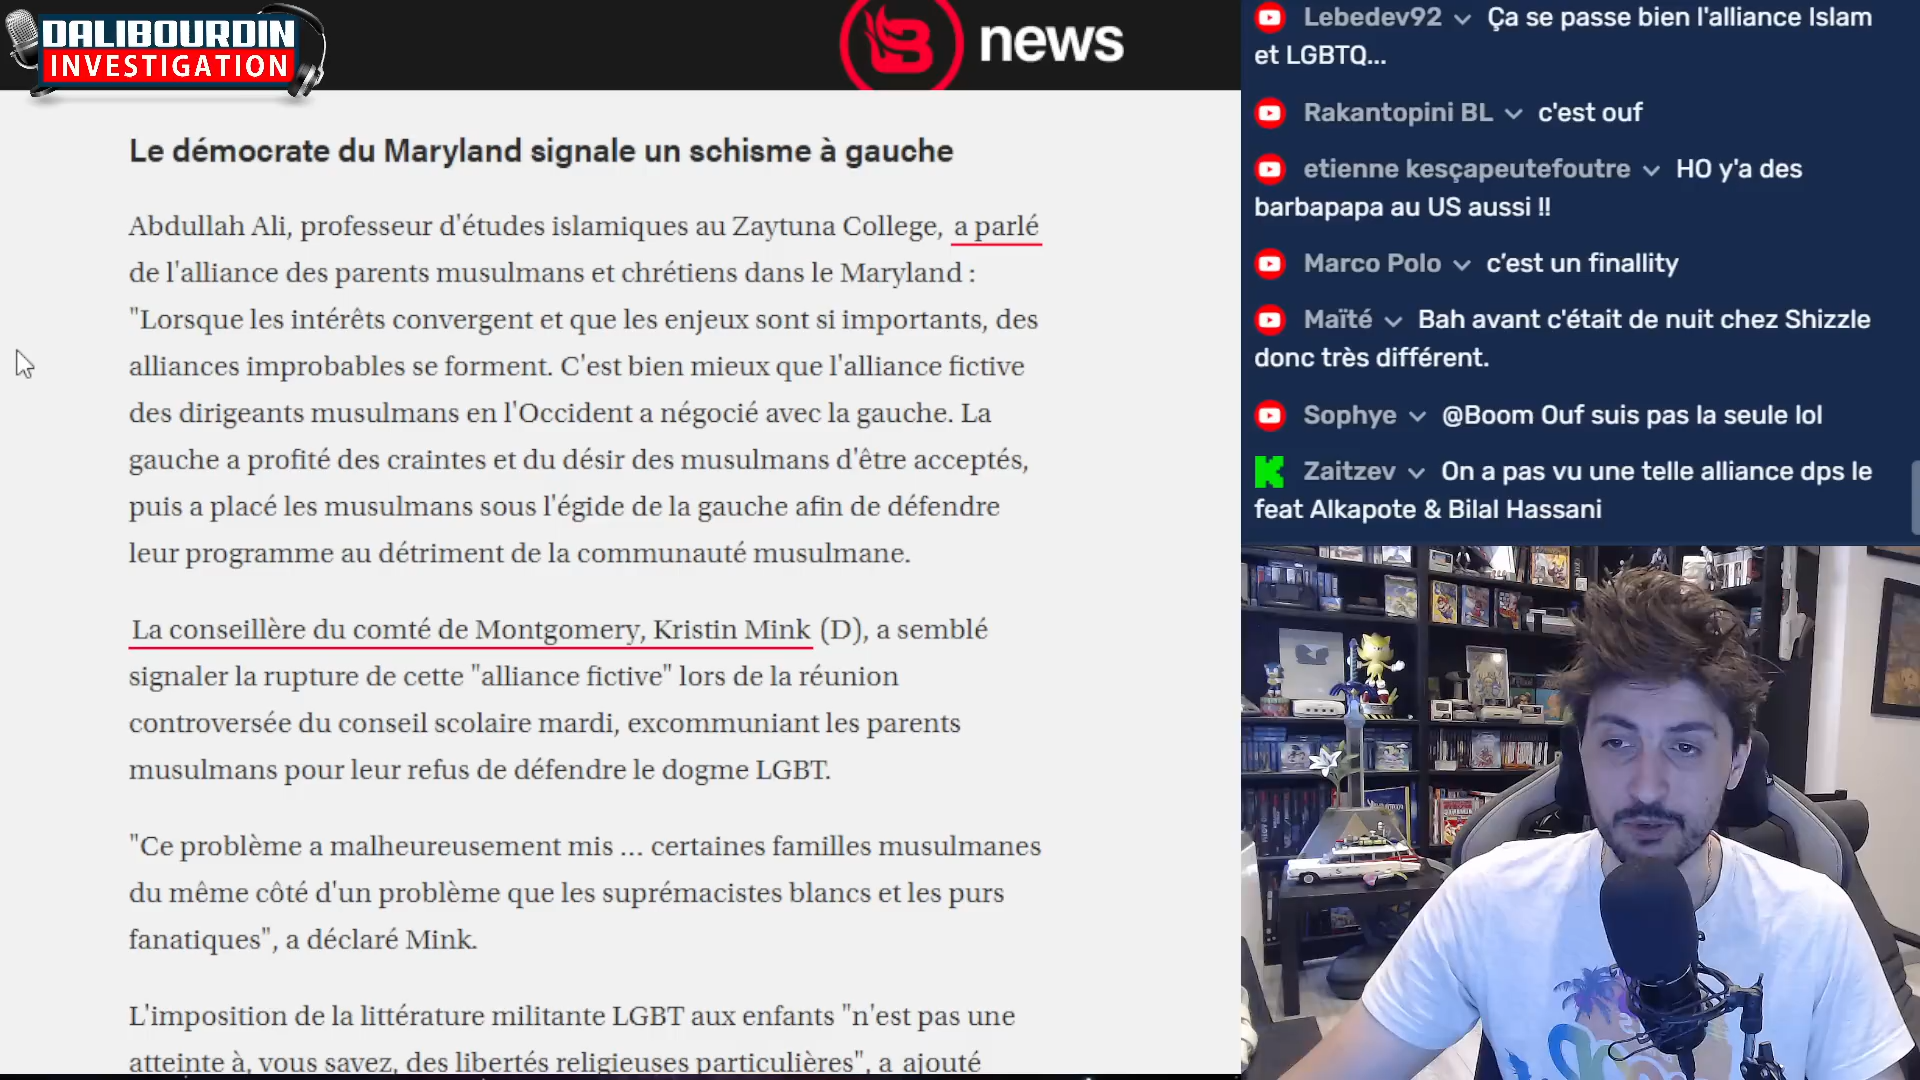 DALIBOURDIN
INVESTIGATION
news
Le démocrate du Maryland signale un schisme à gauche
Abdullah Ali, professeur d'études islamiques au Zaytuna College, a parlé
de l'alliance des parents musulmans et chrétiens dans le Maryland :
"Lorsque les intérêts convergent et que les enjeux sont si importants, des
alliances improbables se forment. C'est bien mieux que l'alliance fictive
des dirigeants musulmans en l'Occident a négocié avec la gauche. La
gauche a profité des craintes et du désir des musulmans d'être acceptés,
puis a placé les musulmans sous l'égide de la gauche afin de défendre
leur programme au détriment de la communauté musulmane.
La conseillère du comté de Montgomery, Kristin Mink (D), a semblé
signaler la rupture de cette "alliance fictive" lors de la réunion
controversée du conseil scolaire mardi, excommuniant les parents
musulmans pour leur refus de défendre le dogme LGBT.
"Ce problème a malheureusement mis ... certaines familles musulmanes
du même côté d'un problème que les suprémacistes blancs et les purs
fanatiques", a déclaré Mink.
L'imposition de la littérature militante LGBT aux enfants "n'est pas une
atteinte à, vous savez, des libertés religieuses particulières", a ajouté
Lebedev92 Ça se passe bien l'alliance Islam
et LGBTQ...
Rakantopini BL c'est ouf
etienne kesçapeutefoutre HO y'a des
barbapapa au US aussi !!
Marco Polo c’est un finallity
Maïté Bah avant c'était de nuit chez Shizzle
donc très différent.
Sophye @Boom Ouf suis pas la seule lol
Zaitzev On a pas vu une telle alliance dps le
feat Alkapote & Bilal Hassani